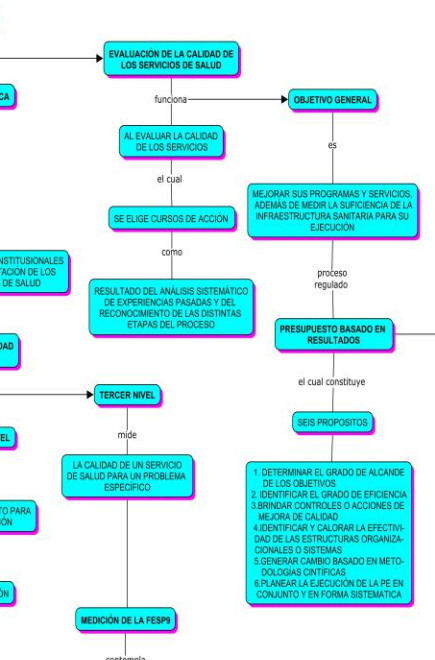 EVALUACIÓN DE LA CALIDAD DE
LOS SERVICIOS DE SALUD
CA
funciona
OBJETIVO GENERAL
AL EVALUAR LA CALIDAD
DE LOS SERVICIOS
es
el cual
MEJORAR SUS PROGRAMAS Y SERVICIOS,
ADEMÁS DE MEDIR LA SUFICIENCIA DE LA
INFRAESTRUCTURA SANITARIA PARA SU
EJECUCIÓN
SE ELIGE CURSOS DE ACCIÓN
como
NSTITUSIONALES
TACIÓN DE LOS
DE SALUD
proceso
regulado
RESULTADO DEL ANÁLISIS SISTEMÁTICO
DE EXPERIENCIAS PASADAS Y DEL
RECONOCIMIENTO DE LAS DISTINTAS
ETAPAS DEL PROCESO
PRESUPUESTO BASADO EN
RESULTADOS
DAD
el cual constituye
TERCER NIVEL
SEIS PROPOSITOS
mide
EL
LA CALIDAD DE UN SERVICIO
DE SALUD PARA UN PROBLEMA
ESPECÍFICO
1. DETERMINAR EL GRADO DE ALCANDE
DE LOS OBJETIVOS
2. IDENTIFICAR EL GRADO DE EFICIENCIA
3.BRINDAR CONTROLES O ACCIONES DE
MEJORA DE CALIDAD
4.IDENTIFICAR Y CALORAR LA EFECTIVI-
DAD DE LAS ESTRUCTURAS ORGANIZA-
CIONALES O SISTEMAS
5.GENERAR CAMBIO BASADO EN METO-
DOLOGÍAS CINTÍFICAS
6.PLANEAR LA EJECUCIÓN DE LA PE EN
CONJUNTO Y EN FORMA SISTEMATICA
TO PARA
IÓN
ÓN
MEDICIÓN DE LA FESP9
contempla